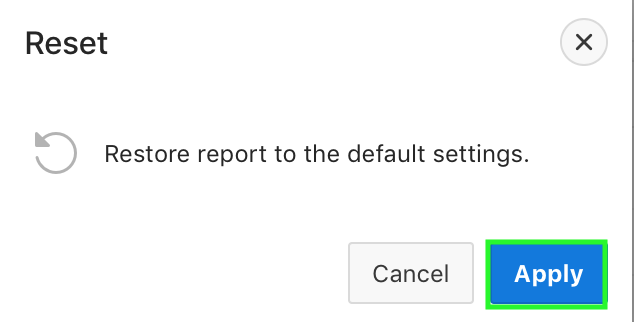 Reset
Restore report to the default settings.
Cancel
Apply